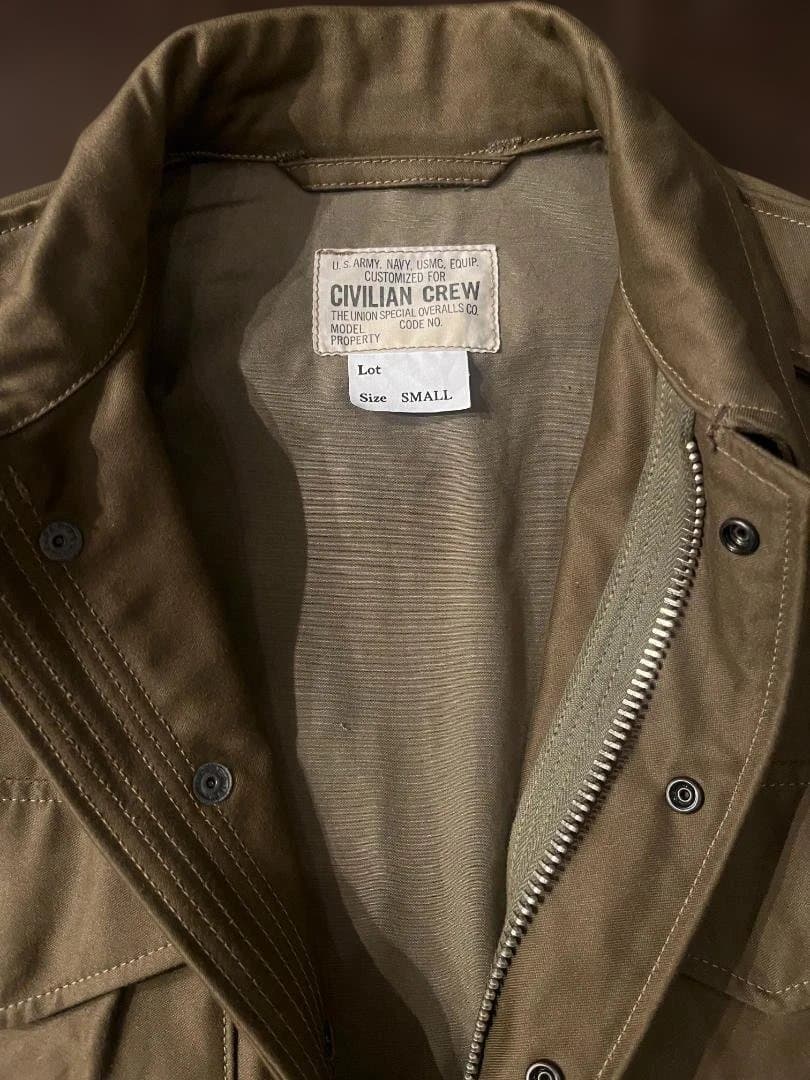 U.S. ARMY, NAVY, USMC, EQUIP.
CUSTOMIZED FOR
CIVILIAN CREW
THE UNION SPECIAL OVERALLS CO.
MODEL CODE NO.
PROPERTY
Lot
Size SMALL